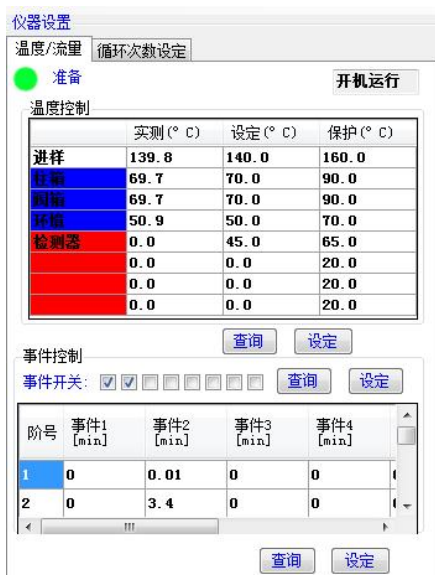 仪器设置
温度/流量 循环次数设定
准备 开机运行
温度控制
实测(° C) 设定(° C) 保护(° C)
进样 139.8 140.0 160.0
柱箱 69.7 70.0 90.0
阀箱 69.7 70.0 90.0
环境 50.9 50.0 70.0
检测器 0.0 45.0 65.0
0.0 0.0 20.0
0.0 0.0 20.0
0.0 0.0 20.0
查询 设定
事件控制
事件开关: 查询 设定
阶号 事件1 [min] 事件2 [min] 事件3 [min] 事件4 [min]
1 0 0.01 0 0
2 0 3.4 0 0
查询 设定